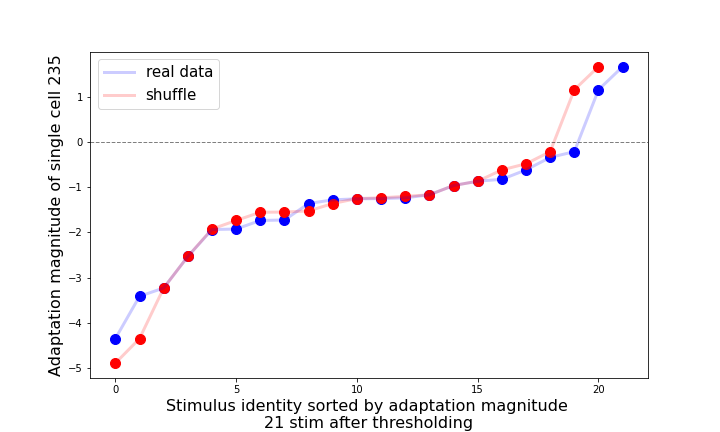 real data
shuffle
1
0
−1
−2
−3
−4
−5
Adaptation magnitude of single cell 235
0
5
10
15
20
Stimulus identity sorted by adaptation magnitude
21 stim after thresholding